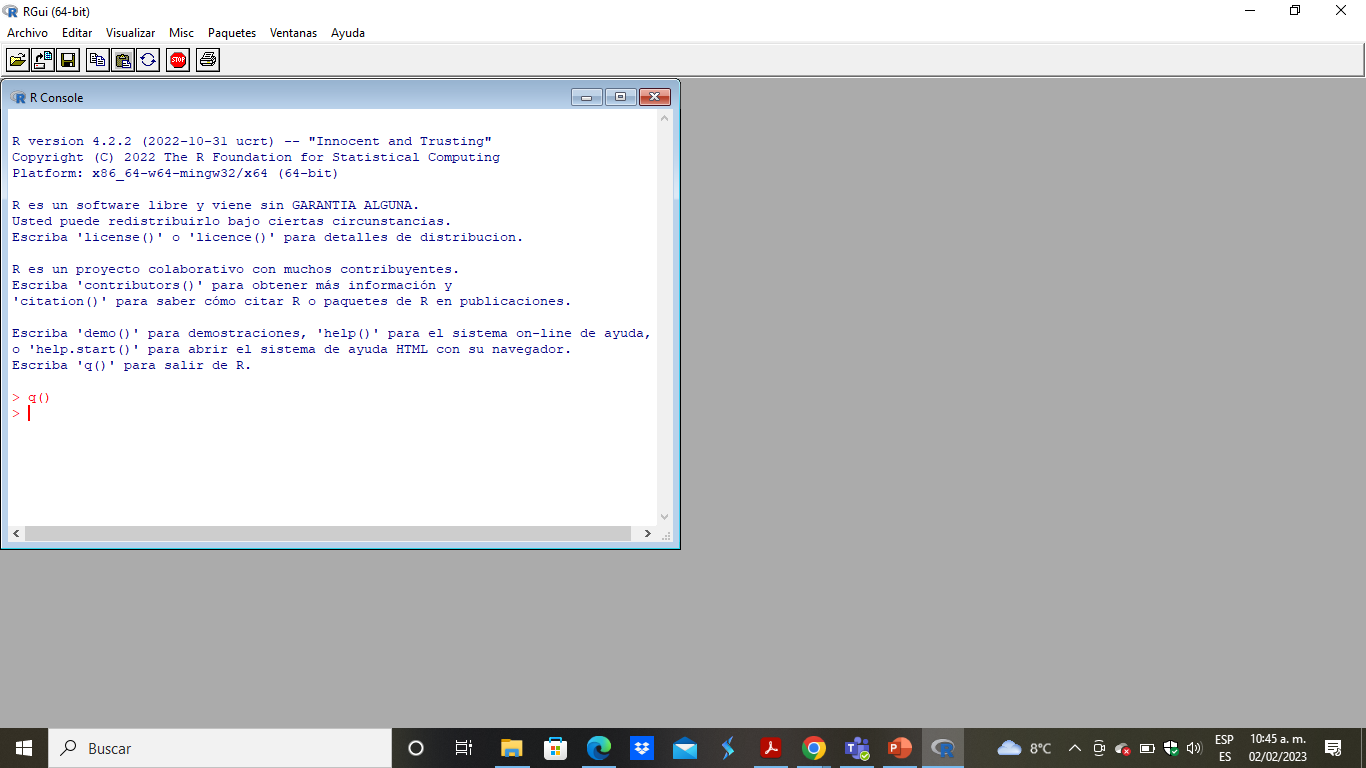 RGui (64-bit)
Archivo Editar Visualizar Misc Paquetes Ventanas Ayuda
STOP
R Console
R version 4.2.2 (2022-10-31 ucrt) -- "Innocent and Trusting"
Copyright (C) 2022 The R Foundation for Statistical Computing
Platform: x86_64-w64-mingw32/x64 (64-bit)
R es un software libre y viene sin GARANTIA ALGUNA.
Usted puede redistribuirlo bajo ciertas circunstancias.
Escriba 'license()' o 'licence()' para detalles de distribucion.
R es un proyecto colaborativo con muchos contribuyentes.
Escriba 'contributors()' para obtener más información y
'citation()' para saber cómo citar R o paquetes de R en publicaciones.
Escriba 'demo()' para demostraciones, 'help()' para el sistema on-line de ayuda,
o 'help.start()' para abrir el sistema de ayuda HTML con su navegador.
Escriba 'q()' para salir de R.
> q()
>
Buscar
8°C
ESP
ES
10:45 a. m.
02/02/2023